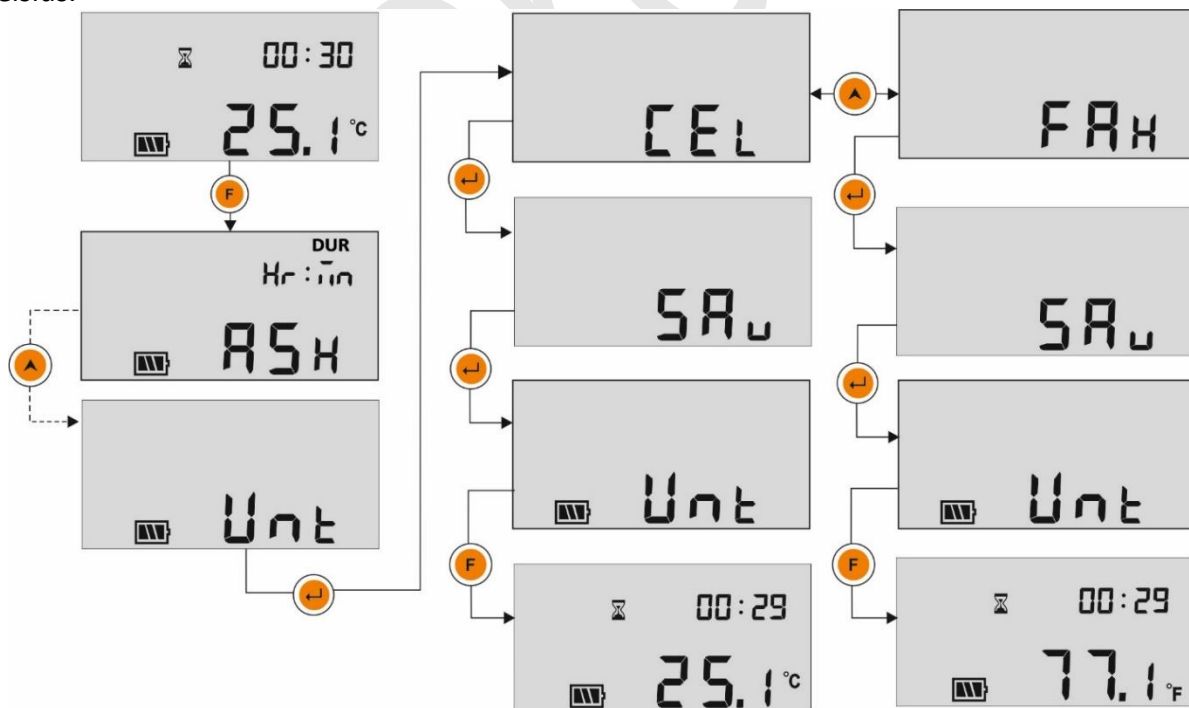 00:30
25.1 °C
F
DUR
Hr:mn
ASH
Unt
CEL
SAu
Unt
F
00:29
25.1 °C
FAH
SAu
Unt
F
00:29
77.1 °F